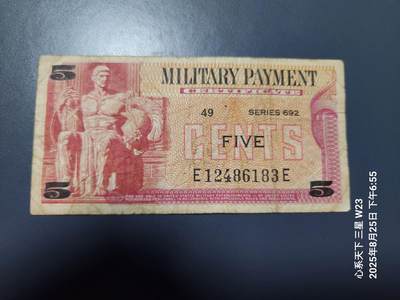 5
MILITARY PAYMENT
CERTIFICATE
49 SERIES 692
CENTS
FIVE
E12486183E
5
5
心系天下 三星 W23
2025年8月25日 下午6:55